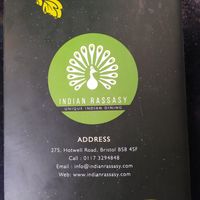 INDIAN RASSASY
UNIQUE INDIAN DINING
ADDRESS
275, Hotwell Road, Bristol BS8 4SF
Call : 0117 3294848
Email : info@indianrassasy.com
Web: www.indianrassasy.com